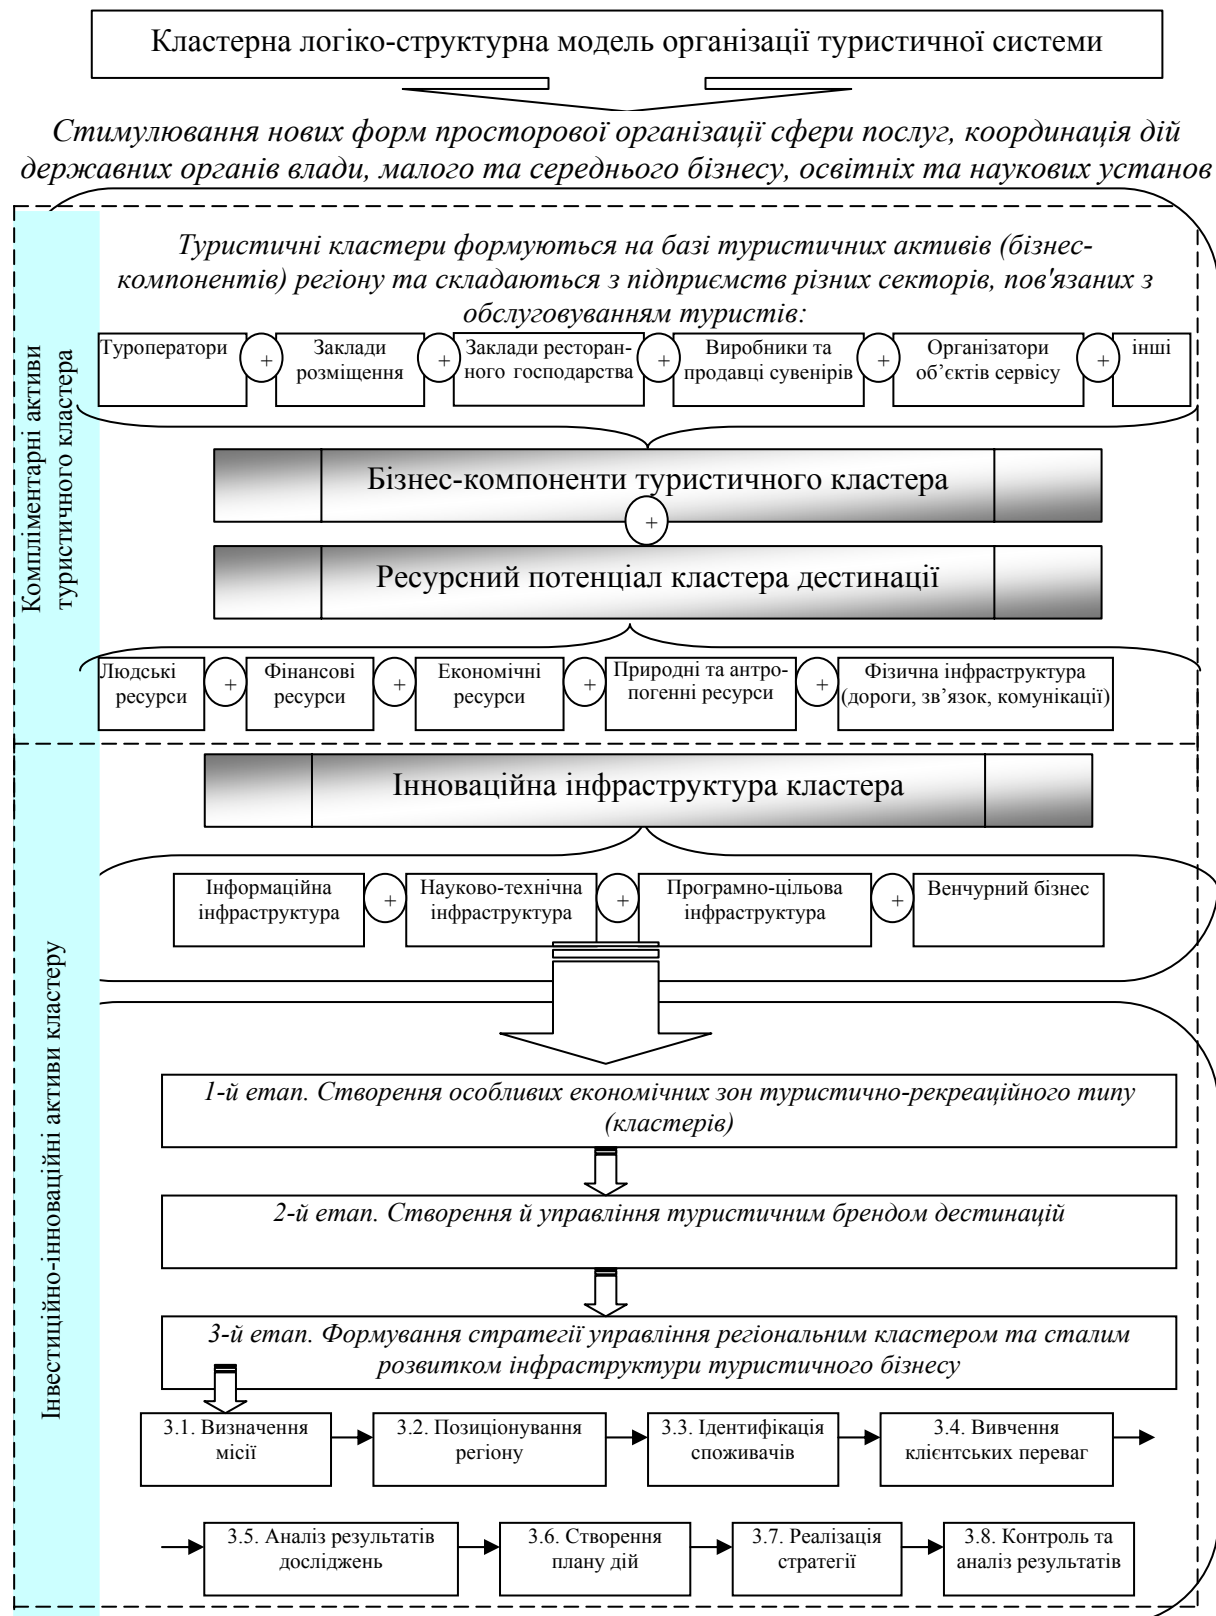 Кластерна логіко-структурна модель організації туристичної системи
Стимулювання нових форм просторової організації сфери послуг, координація дій
державних органів влади, малого та середнього бізнесу, освітніх та наукових установ
Компліментарні активи
туристичного кластера
Туристичні кластери формуються на базі туристичних активів (бізнес-
компонентів) регіону та складаються з підприємств різних секторів, пов'язаних з
обслуговуванням туристів:
Туроператори
+
Заклади
розміщення
+
Заклади ресторан-
ного господарства
+
Виробники та
продавці сувенірів
+
Організатори
об’єктів сервісу
+
інші
Бізнес-компоненти туристичного кластера
+
Ресурсний потенціал кластера дестинації
Людські
ресурси
+
Фінансові
ресурси
+
Економічні
ресурси
+
Природні та антро-
погенні ресурси
+
Фізична інфраструктура
(дороги, зв’язок, комунікації)
Інвестиційно-інноваційні активи кластеру
Інноваційна інфраструктура кластера
Інформаційна
інфраструктура
+
Науково-технічна
інфраструктура
+
Програмно-цільова
інфраструктура
+
Венчурний бізнес
1-й етап. Створення особливих економічних зон туристично-рекреаційного типу
(кластерів)
2-й етап. Створення й управління туристичним брендом дестинацій
3-й етап. Формування стратегії управління регіональним кластером та сталим
розвитком інфраструктури туристичного бізнесу
3.1. Визначення
місії
3.2. Позиціонування
регіону
3.3. Ідентифікація
споживачів
3.4. Вивчення
клієнтських переваг
3.5. Аналіз результатів
досліджень
3.6. Створення
плану дій
3.7. Реалізація
стратегії
3.8. Контроль та
аналіз результатів